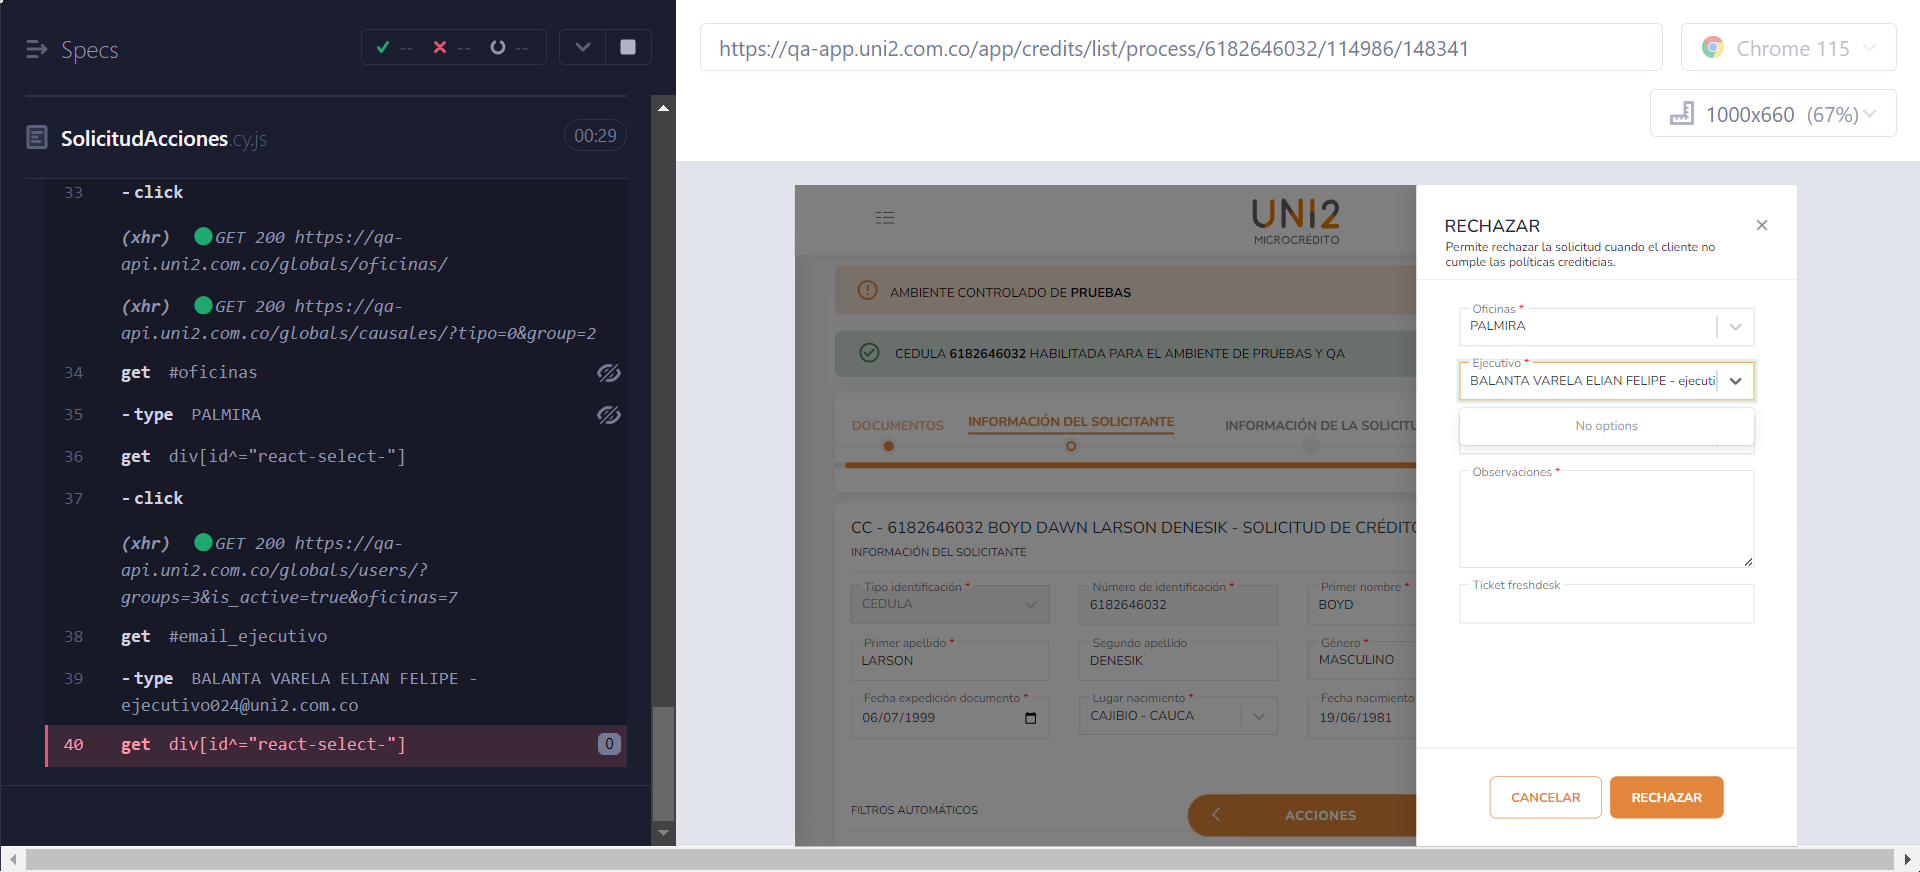 Specs
-- -- --
SolicitudAcciones.cy.js
00:29
33 -click
(xhr) GET 200 https://qa-
api.uni2.com.co/globals/oficinas/
(xhr) GET 200 https://qa-
api.uni2.com.co/globals/causales/?tipo=0&group=2
34 get #oficinas
35 -type PALMIRA
36 get div[id^="react-select-"]
37 -click
(xhr) GET 200 https://qa-
api.uni2.com.co/globals/users/?
groups=3&is_active=true&oficinas=7
38 get #email_ejecutivo
39 -type BALANTA VARELA ELIAN FELIPE -
ejecutivo024@uni2.com.co
40 get div[id^="react-select-"] 0
https://qa-app.uni2.com.co/app/credits/list/process/6182646032/114986/148341
Chrome 115
1000x660 (67%)
UNI2
MICROCRÉDITO
AMBIENTE CONTROLADO DE PRUEBAS
CEDULA 6182646032 HABILITADA PARA EL AMBIENTE DE PRUEBAS Y QA
DOCUMENTOS
INFORMACIÓN DEL SOLICITANTE
INFORMACIÓN DE LA SOLICITU
CC - 6182646032 BOYD DAWN LARSON DENESIK - SOLICITUD DE CRÉDITO
INFORMACIÓN DEL SOLICITANTE
Tipo identificación *
CEDULA
Número de identificación *
6182646032
Primer nombre *
BOYD
Primer apellido *
LARSON
Segundo apellido
DENESIK
Género *
MASCULINO
Fecha expedición documento *
06/07/1999
Lugar nacimiento *
CAJIBIO - CAUCA
Fecha nacimiento
19/06/1981
FILTROS AUTOMÁTICOS
ACCIONES
RECHAZAR
Permite rechazar la solicitud cuando el cliente no
cumple las políticas crediticias.
Oficinas *
PALMIRA
Ejecutivo *
BALANTA VARELA ELIAN FELIPE - ejecuti
No options
Observaciones *
Ticket freshdesk
CANCELAR
RECHAZAR